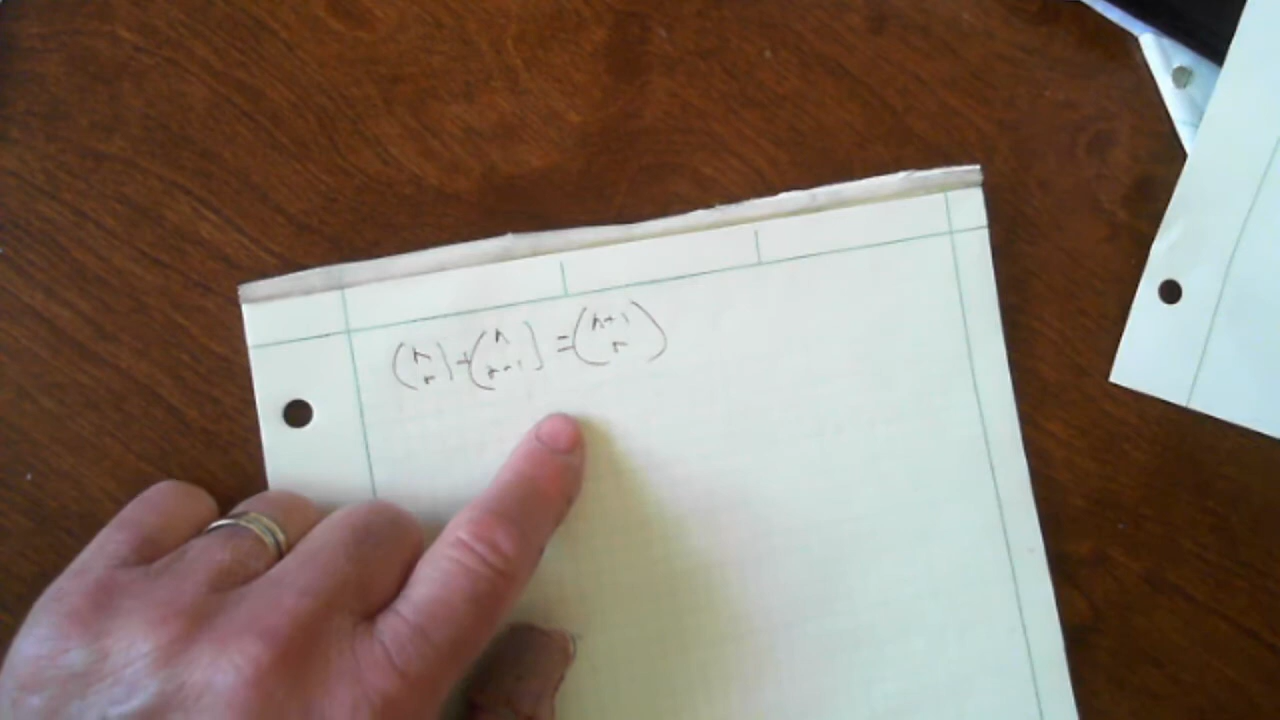 (n r) + (n r-1) = (n+1 r)